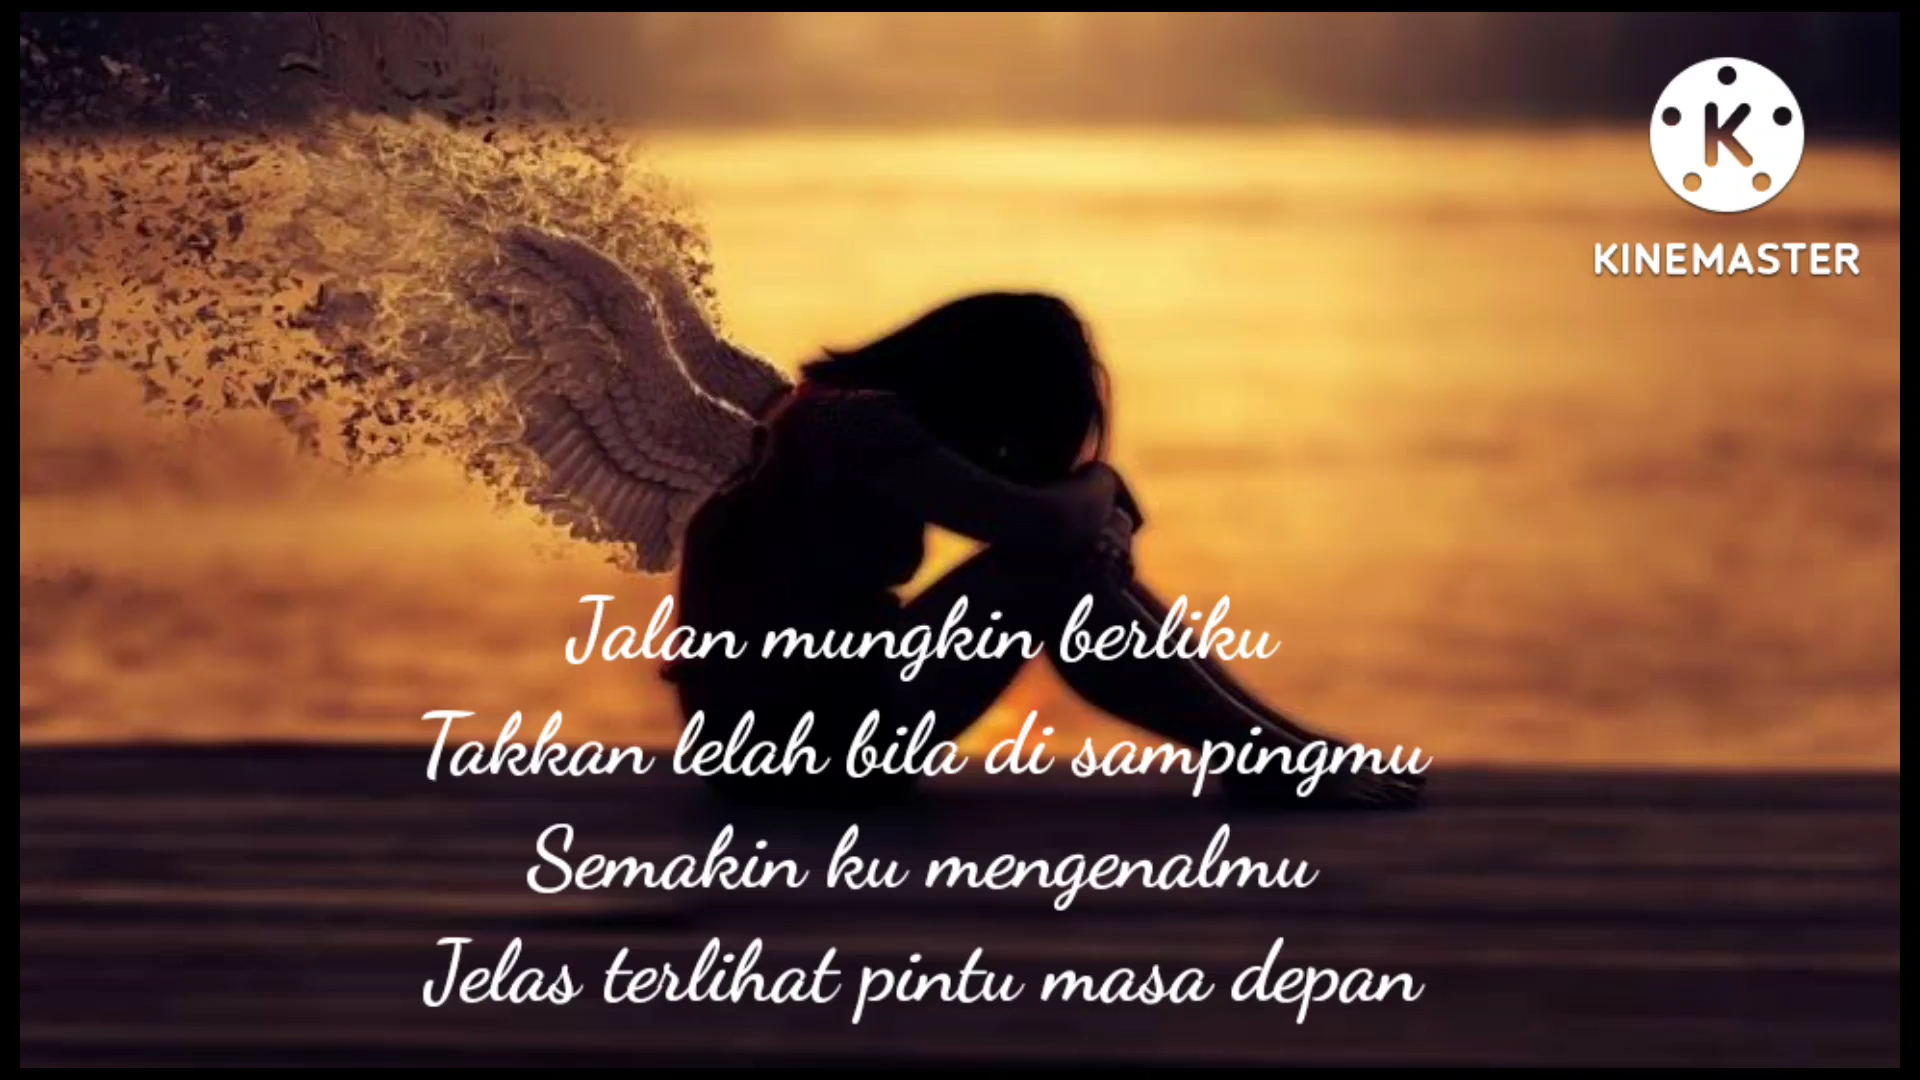 K
KINEMASTER
Jalan mungkin berliku
Takkan lelah bila di sampingmu
Semakin ku mengenalmu
Jelas terlihat pintu masa depan